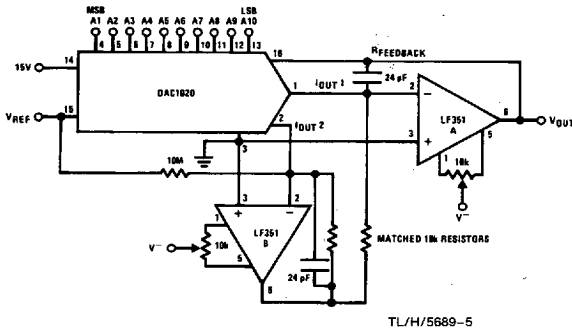 MSB LSB
A1 A2 A3 A4 A5 A6 A7 A8 A9 A10
4 5 6 7 8 9 10 11 12 13
15V 14 16 RFEEDBACK
DAC1020 24 pF
1 IOUT 1 2 − 6 VOUT
VREF 15 LF351
2 IOUT 2 A
3 3 + 1 5
10M 10k
V−
3 2
+ −
1 LF351 MATCHED 10k RESISTORS
V− 10k B
5 24 pF
6
TL/H/5689-5